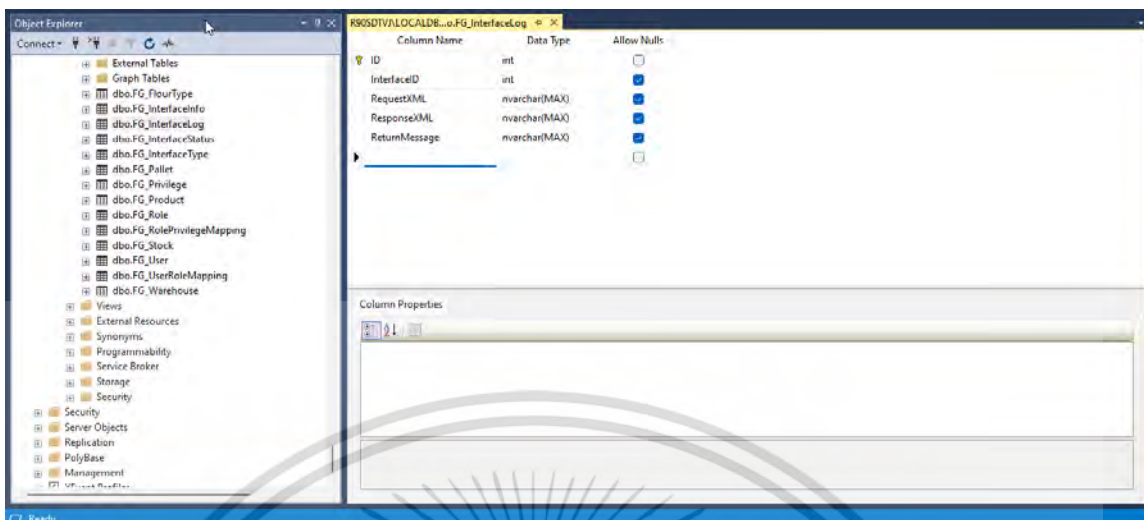 Object Explorer
Connect
External Tables
Graph Tables
dbo.FG_FlourType
dbo.FG_InterfaceInfo
dbo.FG_InterfaceLog
dbo.FG_InterfaceStatus
dbo.FG_InterfaceType
dbo.FG_Pallet
dbo.FG_Privilege
dbo.FG_Product
dbo.FG_Role
dbo.FG_RolePrivilegeMapping
dbo.FG_Stock
dbo.FG_User
dbo.FG_UserRoleMapping
dbo.FG_Warehouse
Views
External Resources
Synonyms
Programmability
Service Broker
Storage
Security
Security
Server Objects
Replication
PolyBase
Management
Ready
o.FG_InterfaceLog
Column Name Data Type Allow Nulls
ID int
InterfaceID int
RequestXML nvarchar(MAX)
ResponseXML nvarchar(MAX)
ReturnMessage nvarchar(MAX)
Column Properties